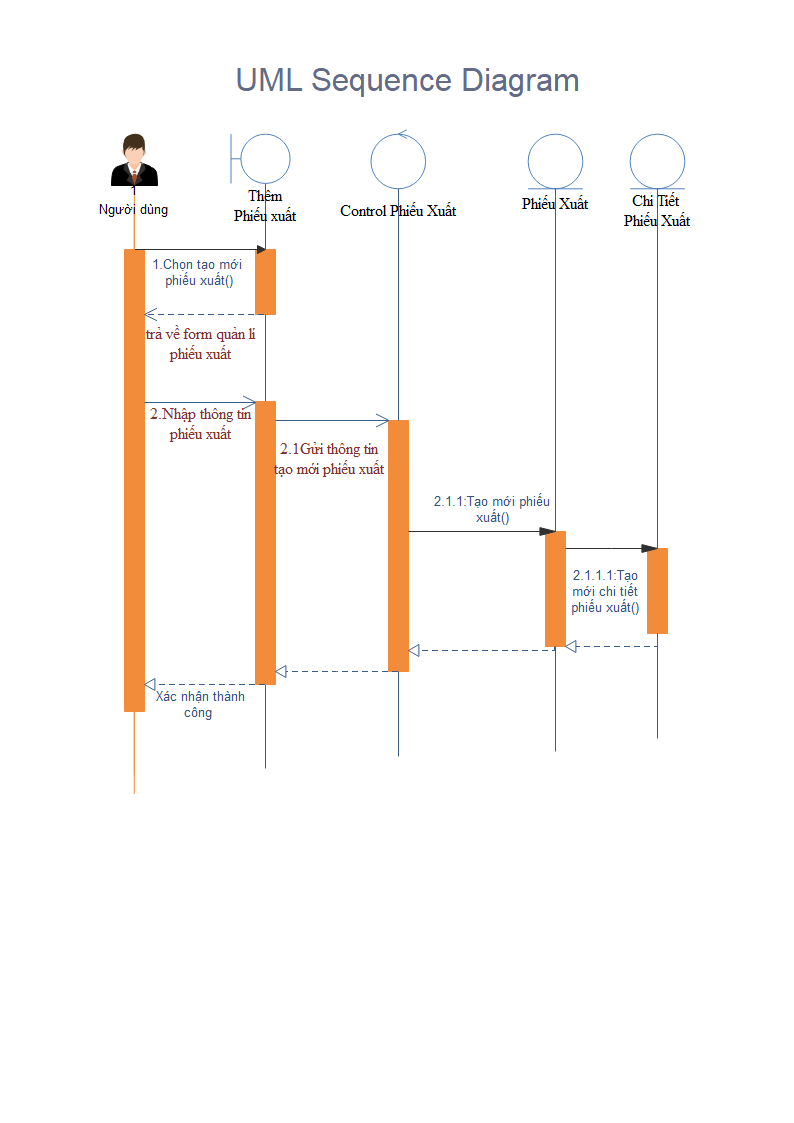 UML Sequence Diagram
Người dùng
Thêm
Phiếu xuất
Control Phiếu Xuất
Phiếu Xuất
Chi Tiết
Phiếu Xuất
1.Chọn tạo mới
phiếu xuất()
trả về form quản lí
phiếu xuất
2.Nhập thông tin
phiếu xuất
2.1Gửi thông tin
tạo mới phiếu xuất
2.1.1:Tạo mới phiếu
xuất()
2.1.1.1:Tạo
mới chi tiết
phiếu xuất()
Xác nhận thành
công